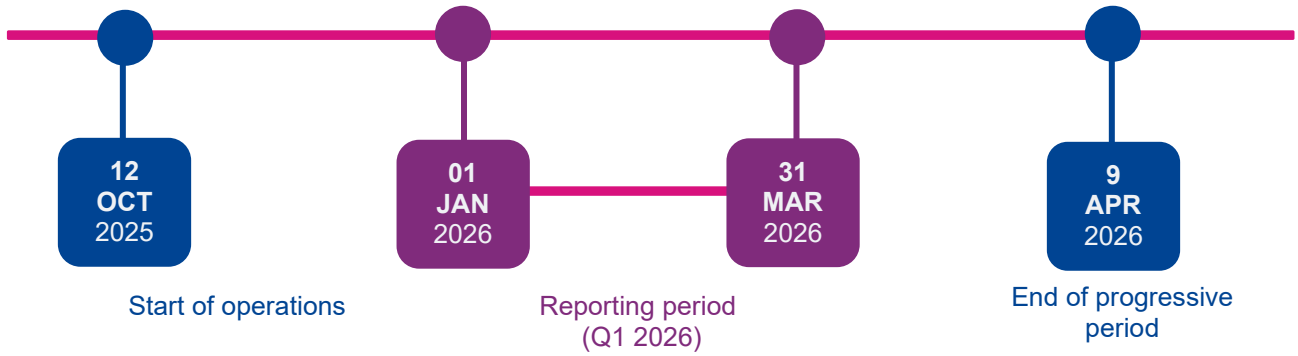 12
OCT
2025
01
JAN
2026
31
MAR
2026
9
APR
2026
Start of operations
Reporting period
(Q1 2026)
End of progressive
period